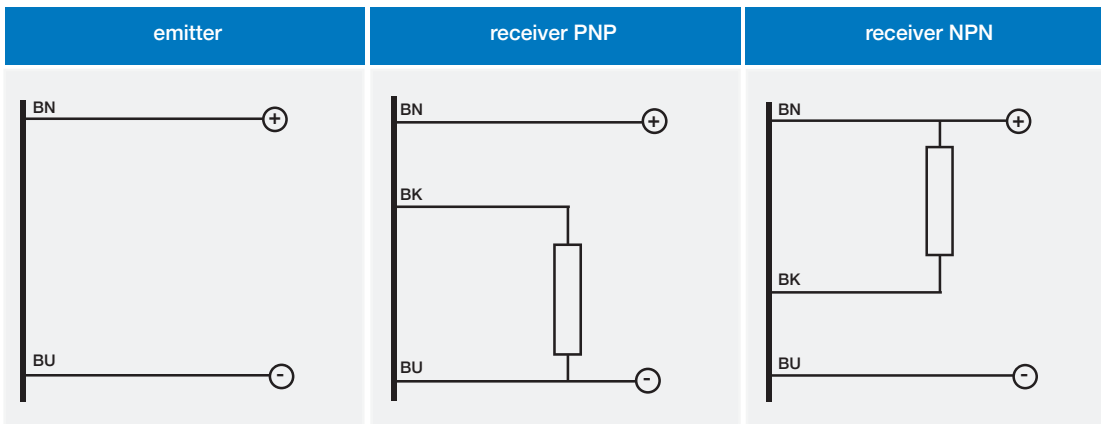 emitter
receiver PNP
receiver NPN
BN
+
BU
-
BN
+
BK
BU
-
BN
+
BK
BU
-